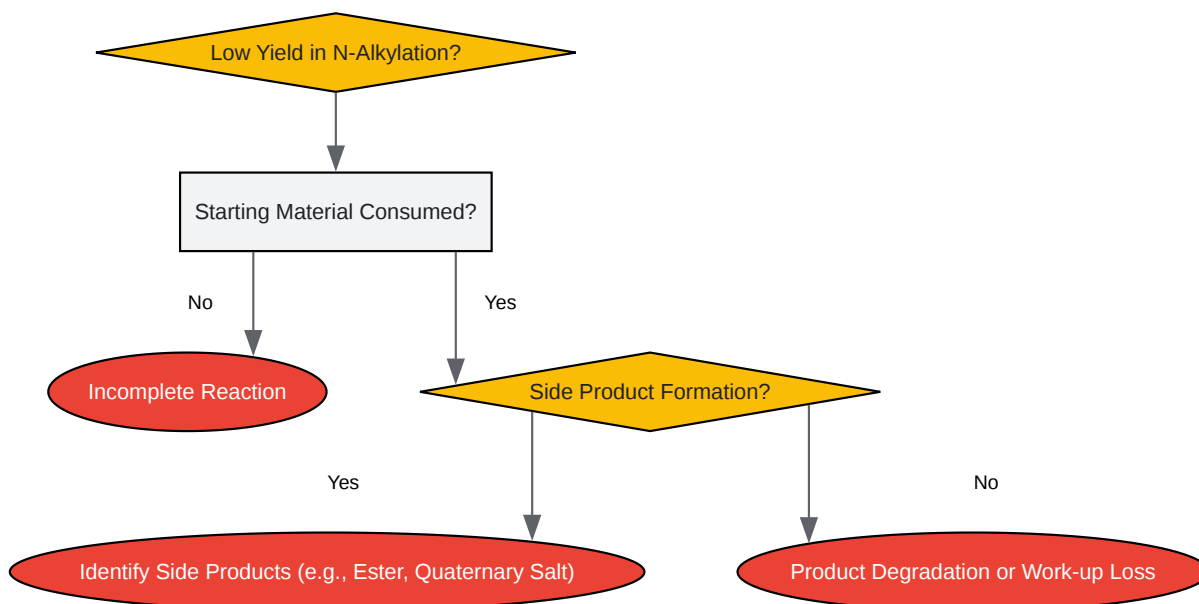 Low Yield in N-Alkylation?
Starting Material Consumed?
No
Yes
Incomplete Reaction
Side Product Formation?
Yes
No
Identify Side Products (e.g., Ester, Quaternary Salt)
Product Degradation or Work-up Loss